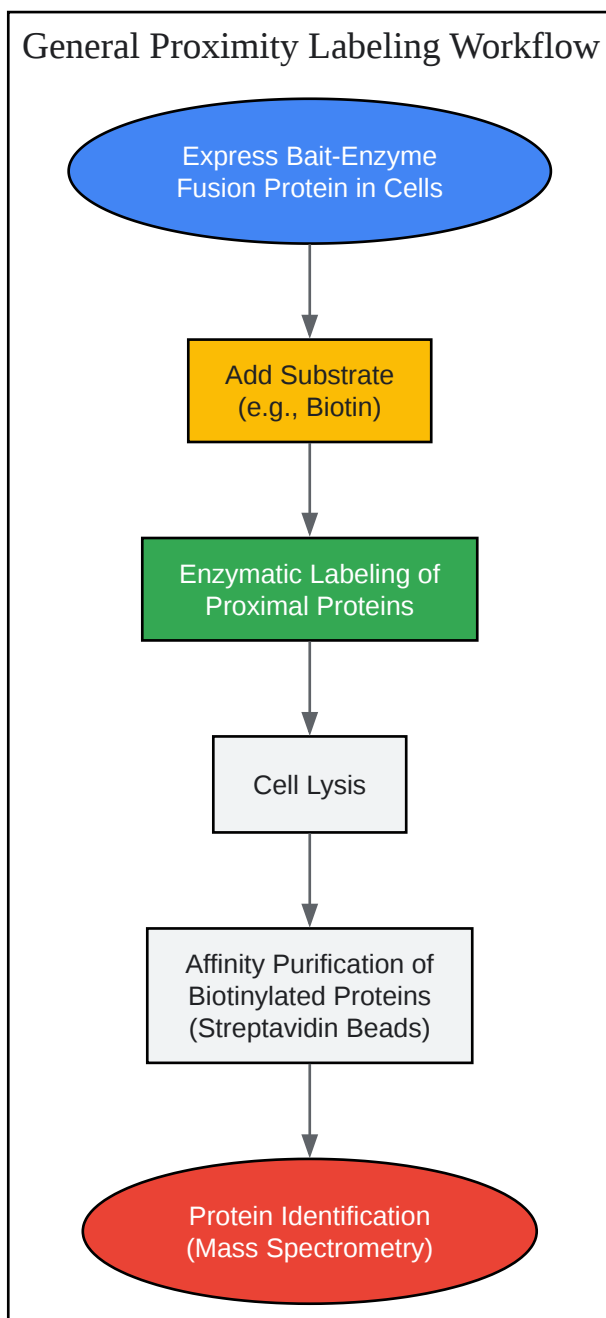 General Proximity Labeling Workflow
Express Bait-Enzyme
Fusion Protein in Cells
Add Substrate
(e.g., Biotin)
Enzymatic Labeling of
Proximal Proteins
Cell Lysis
Affinity Purification of
Biotinylated Proteins
(Streptavidin Beads)
Protein Identification
(Mass Spectrometry)